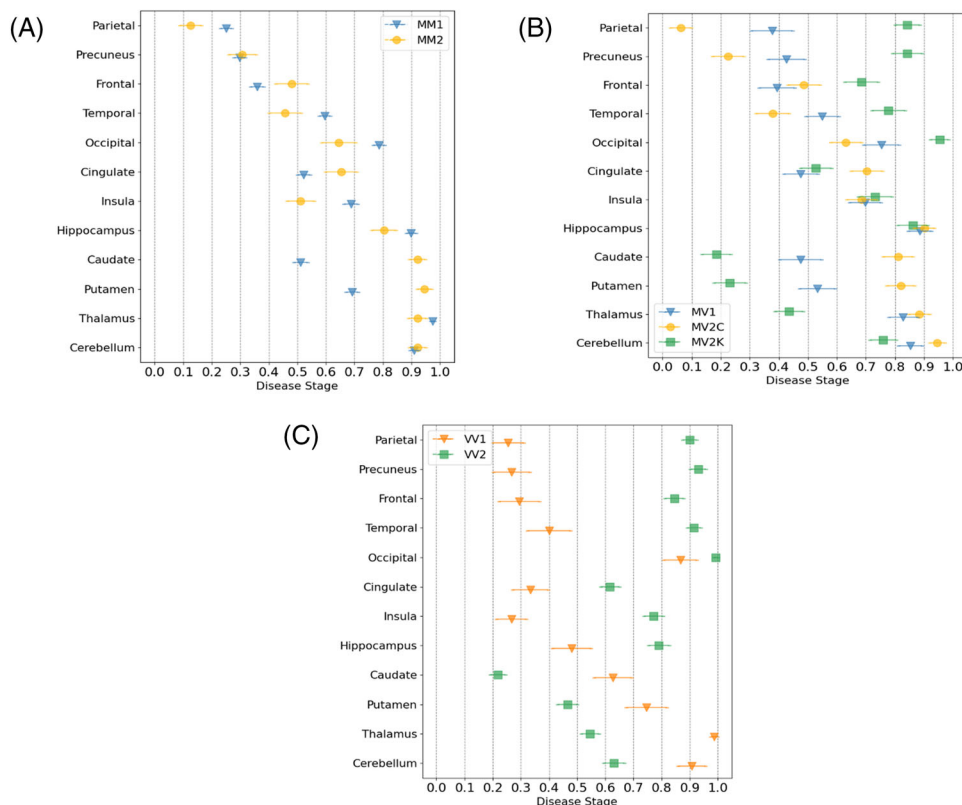 (A)
MM1
MM2
Parietal
Precuneus
Frontal
Temporal
Occipital
Cingulate
Insula
Hippocampus
Caudate
Putamen
Thalamus
Cerebellum
0.0 0.1 0.2 0.3 0.4 0.5 0.6 0.7 0.8 0.9 1.0
Disease Stage
(B)
Parietal
Precuneus
Frontal
Temporal
Occipital
Cingulate
Insula
Hippocampus
Caudate
Putamen
Thalamus
Cerebellum
MV1
MV2C
MV2K
0.0 0.1 0.2 0.3 0.4 0.5 0.6 0.7 0.8 0.9 1.0
Disease Stage
(C)
VV1
VV2
Parietal
Precuneus
Frontal
Temporal
Occipital
Cingulate
Insula
Hippocampus
Caudate
Putamen
Thalamus
Cerebellum
0.0 0.1 0.2 0.3 0.4 0.5 0.6 0.7 0.8 0.9 1.0
Disease Stage